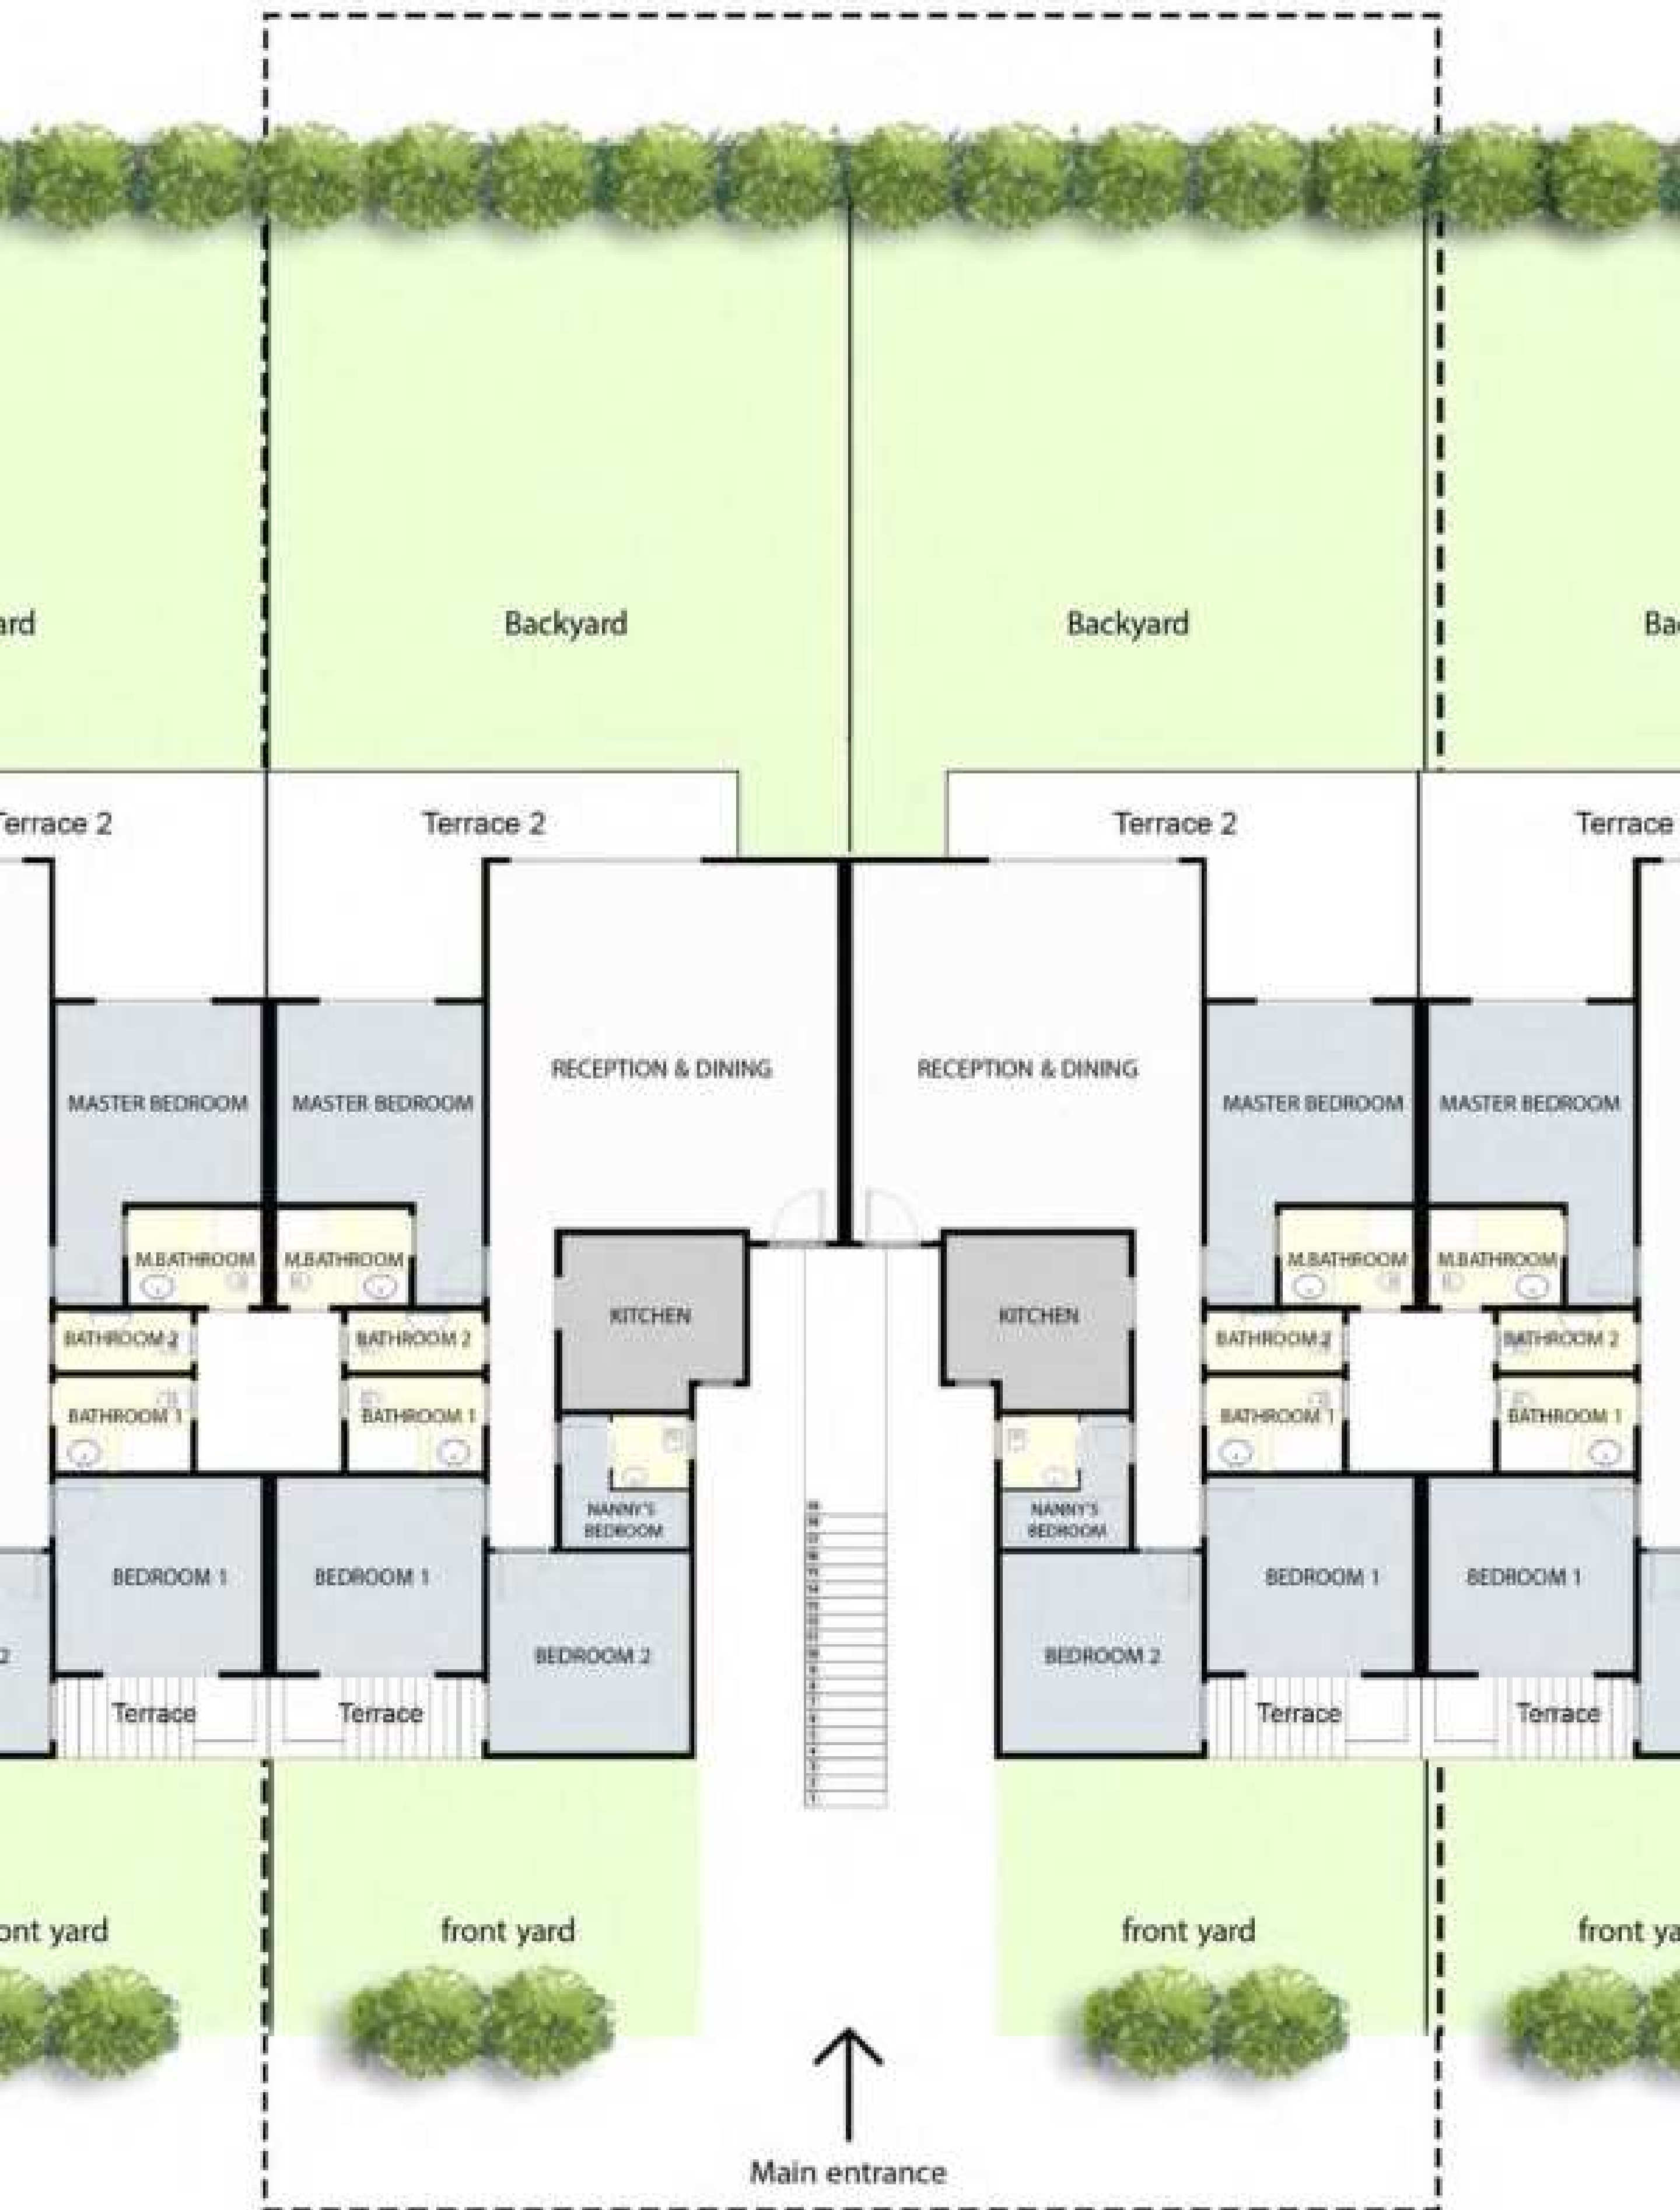 ard
Backyard
Backyard
Bac
Terrace 2
Terrace 2
Terrace 2
Terrace
RECEPTION & DINING
RECEPTION & DINING
MASTER BEDROOM
MASTER BEDROOM
MASTER BEDROOM
MASTER BEDROOM
M.BATHROOM
M.BATHROOM
M.BATHROOM
M.BATHROOM
KITCHEN
KITCHEN
BATHROOM 2
BATHROOM 2
BATHROOM 2
BATHROOM 2
BATHROOM 1
BATHROOM 1
BATHROOM 1
BATHROOM 1
NANNY'S
BEDROOM
NANNY'S
BEDROOM
BEDROOM 1
BEDROOM 1
BEDROOM 1
BEDROOM 1
2
BEDROOM 2
BEDROOM 2
Terrace
Terrace
Terrace
Terrace
ont yard
front yard
front yard
front ya
Main entrance